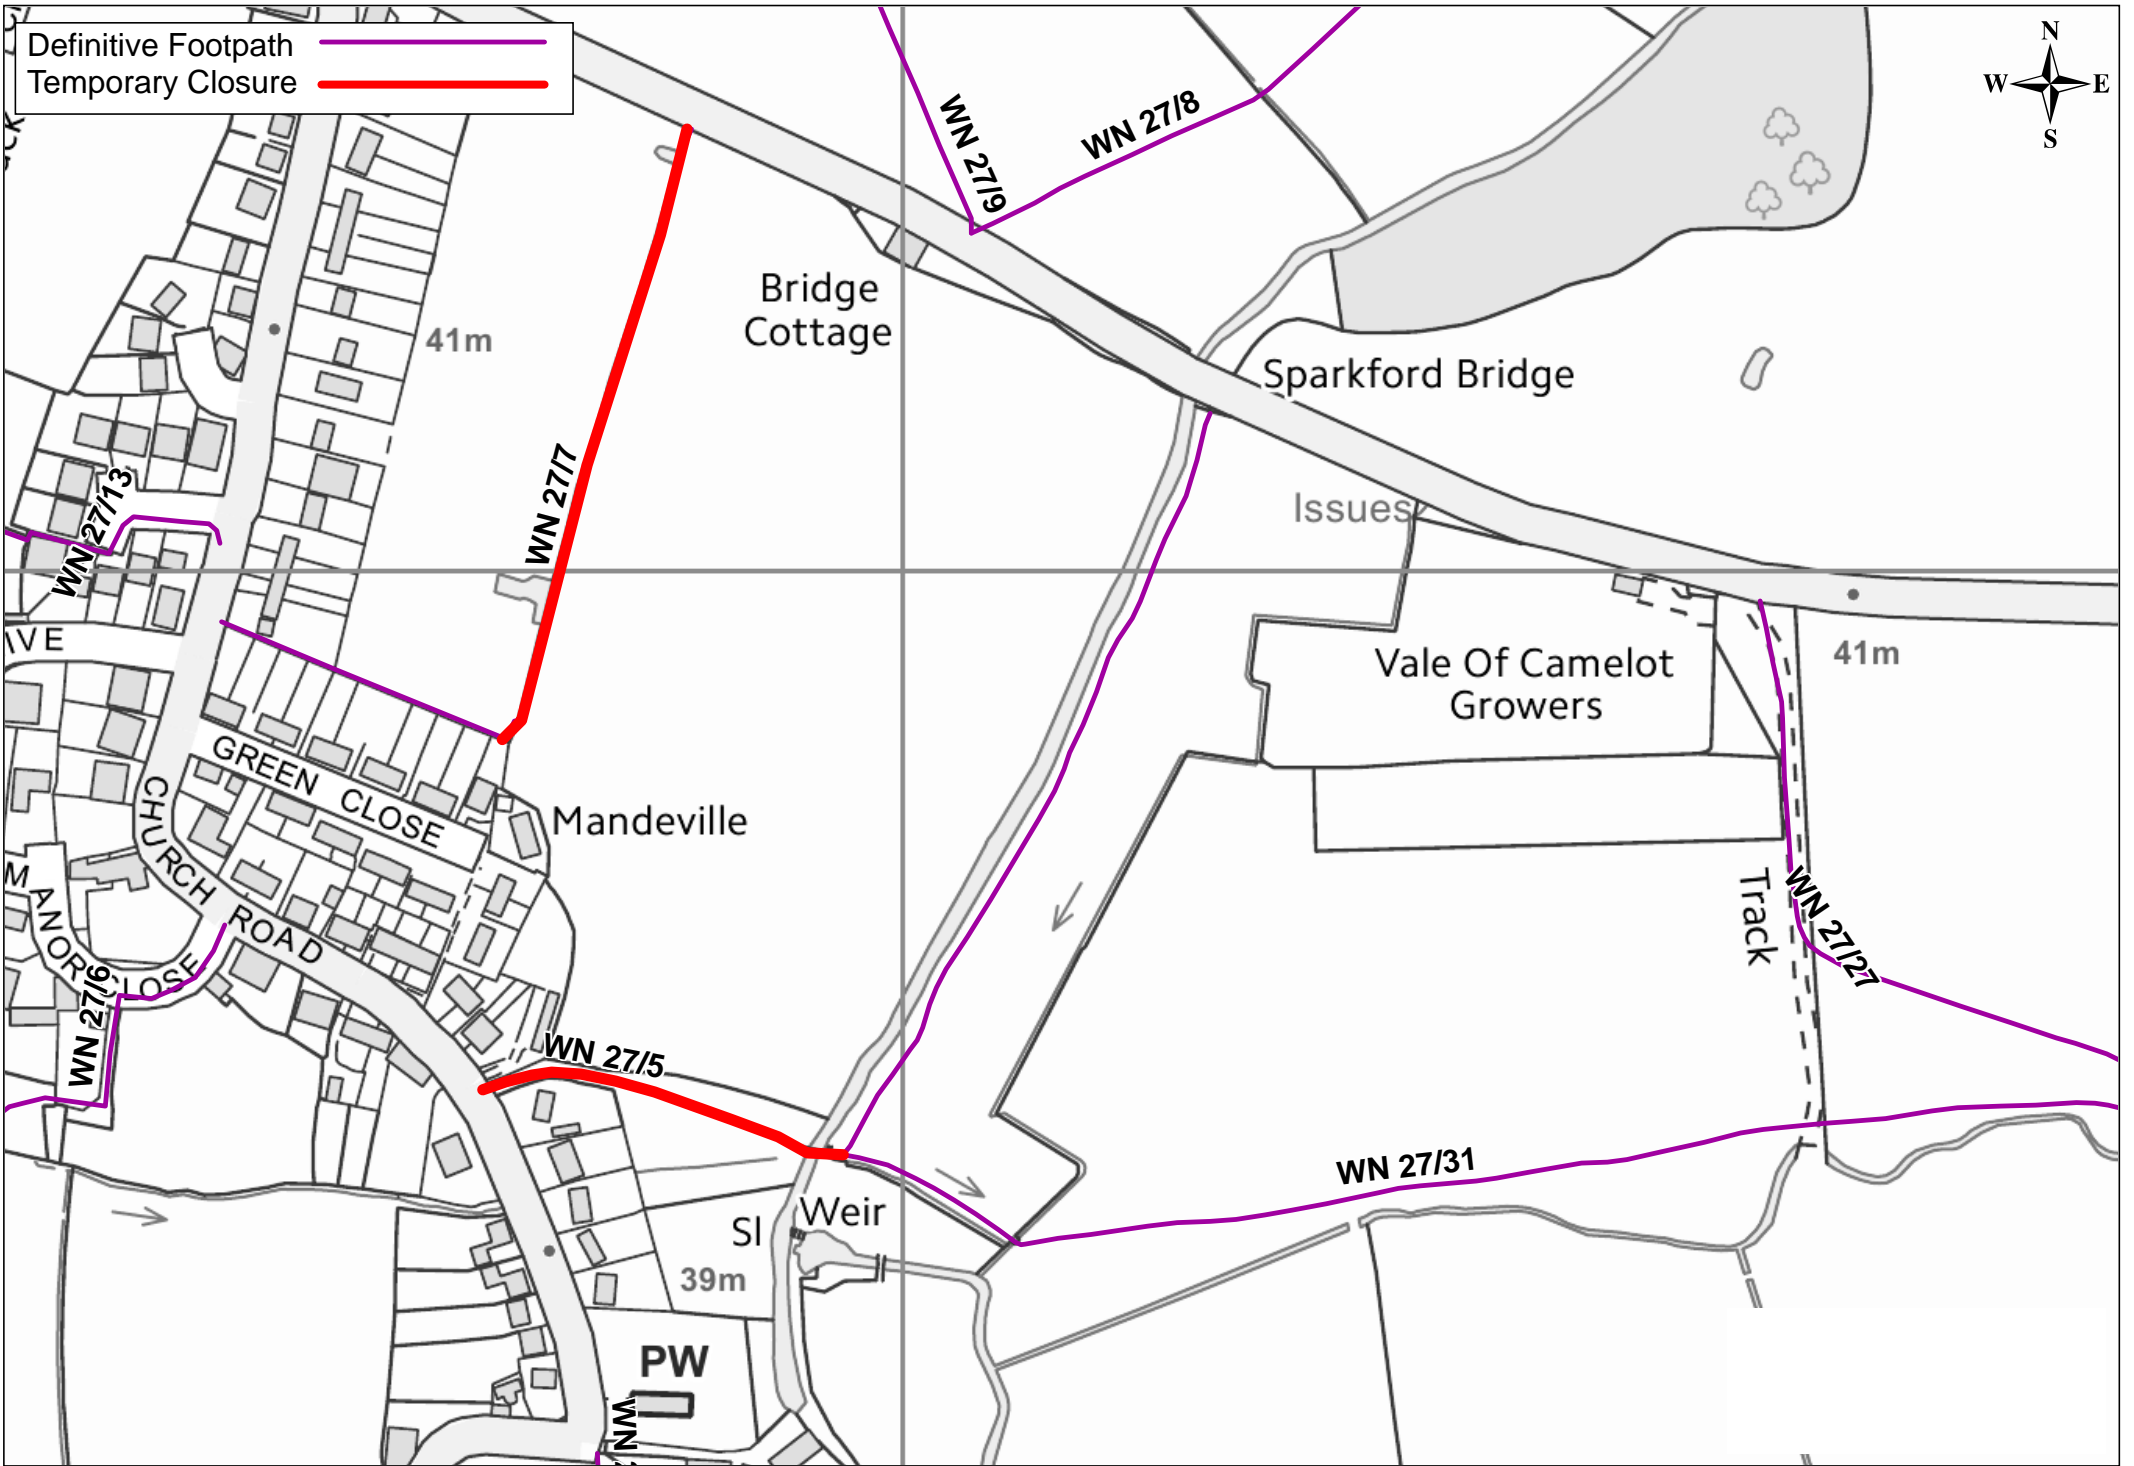 Definitive Footpath
Temporary Closure
N
W E
S
WN 27/9
WN 27/8
Bridge
Cottage
41m
Sparkford Bridge
WN 27/7
Issues
WN 27/13
IVE
Vale Of Camelot
Growers
41m
GREEN CLOSE
Mandeville
CHURCH ROAD
MANOR CLOSE
Track
WN 27/27
WN 27/6
WN 27/5
WN 27/31
Sl
Weir
39m
PW
WN